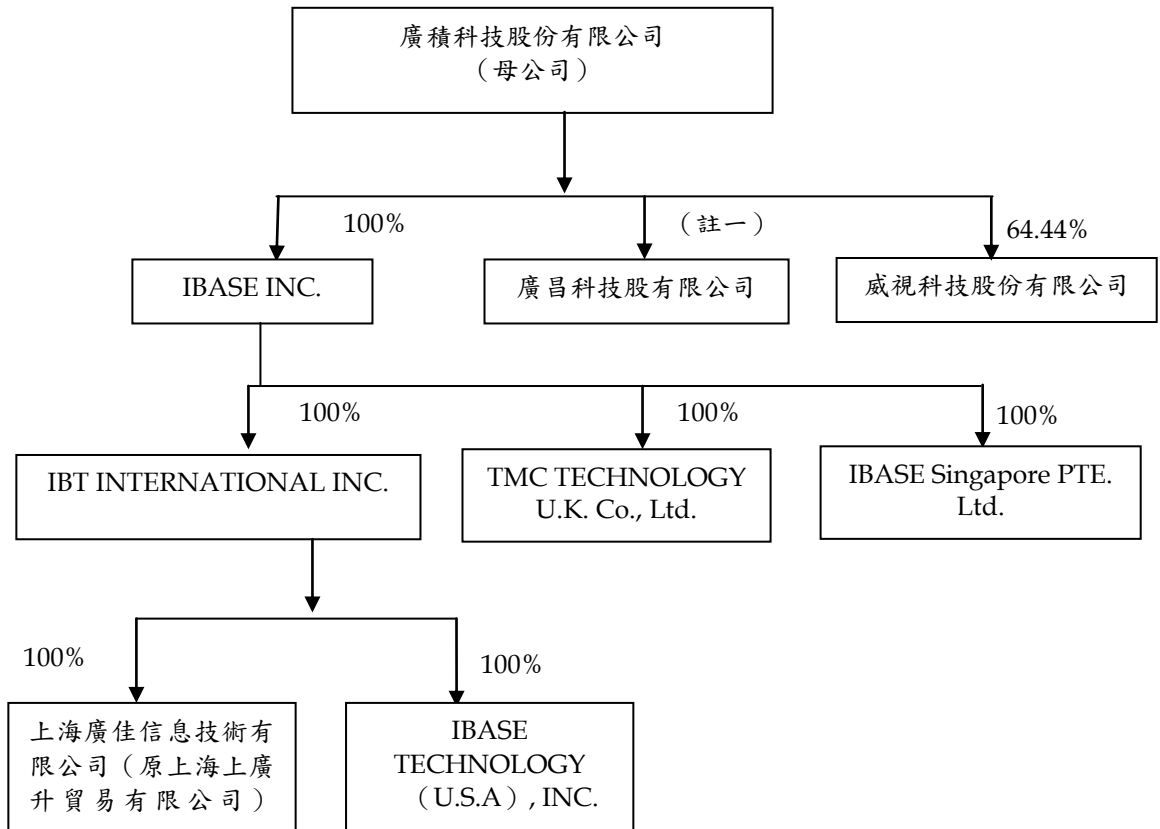 廣積科技股份有限公司
（母公司）
100%
（註一）
64.44%
IBASE INC.
廣昌科技股有限公司
威視科技股份有限公司
100%
100%
100%
IBT INTERNATIONAL INC.
TMC TECHNOLOGY
U.K. Co., Ltd.
IBASE Singapore PTE.
Ltd.
100%
100%
上海廣佳信息技術有
限公司（原上海上廣
升貿易有限公司）
IBASE
TECHNOLOGY
（U.S.A）, INC.